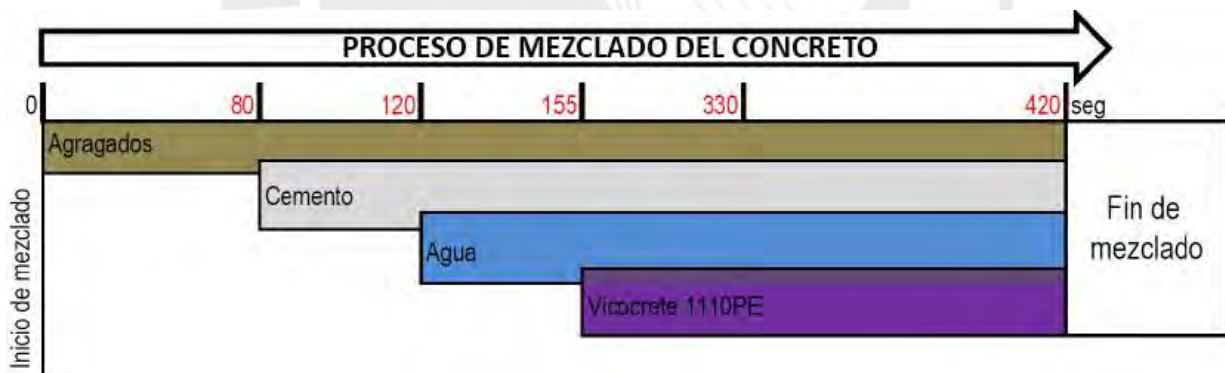 PROCESO DE MEZCLADO DEL CONCRETO
0 80 120 155 330 420 seg
Agragados
Cemento
Agua
Vicocrete 1110PE
Inicio de mezclado
Fin de
mezclado